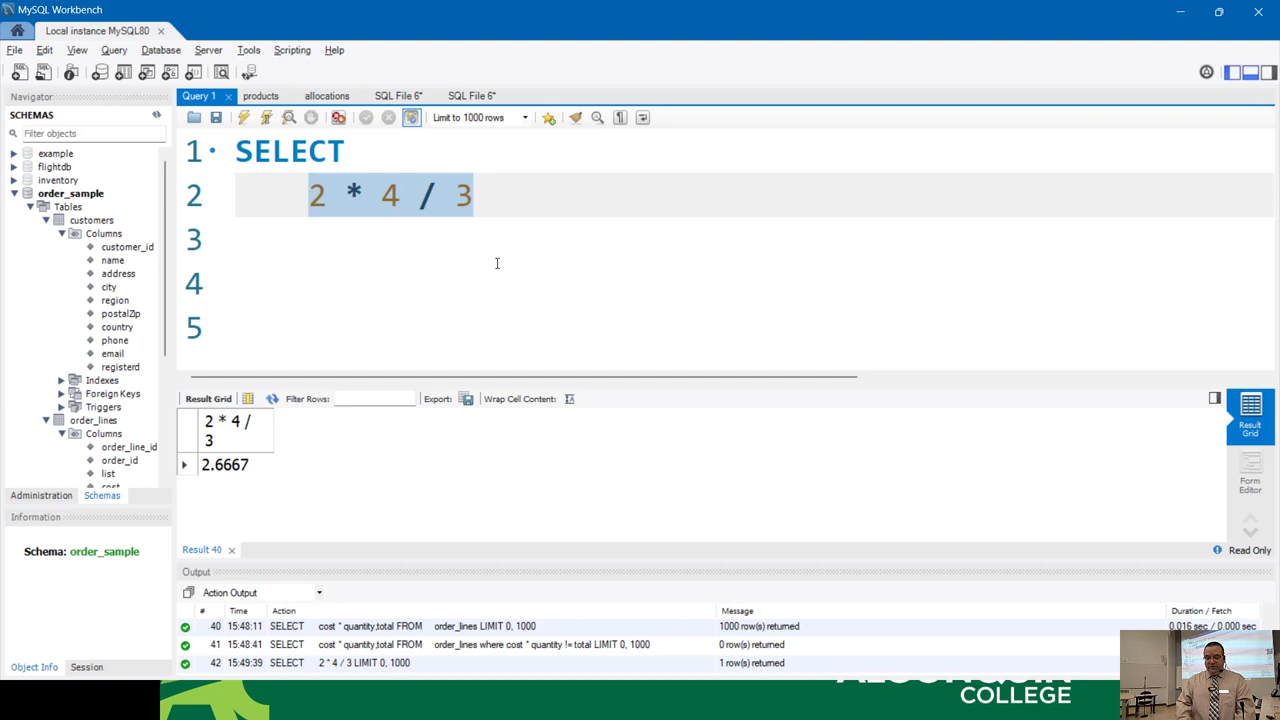 MySQL Workbench
Local instance MySQL80
File Edit View Query Database Server Tools Scripting Help
Navigator
SCHEMAS
Filter objects
example
flightdb
inventory
order_sample
Tables
customers
Columns
customer_id
name
address
city
region
postalZip
country
phone
email
registerd
Indexes
Foreign Keys
Triggers
order_lines
Columns
order_line_id
order_id
list
cost
Administration Schemas
Information
Schema: order_sample
Object Info Session
Query 1 products allocations SQL File 6* SQL File 6*
Limit to 1000 rows
1 SELECT
2 2 * 4 / 3
3
4
5
Result Grid Filter Rows: Export: Wrap Cell Content:
2 * 4 /
3
2.6667
Result
Grid
Form
Editor
Result 40 Read Only
Output
Action Output
# Time Action Message Duration / Fetch
40 15:48:11 SELECT cost * quantity,total FROM order_lines LIMIT 0, 1000 1000 row(s) returned 0.016 sec / 0.000 sec
41 15:48:41 SELECT cost * quantity,total FROM order_lines where cost * quantity != total LIMIT 0, 1000 0 row(s) returned
42 15:49:39 SELECT 2 * 4 / 3 LIMIT 0, 1000 1 row(s) returned
ALGONQUIN
COLLEGE